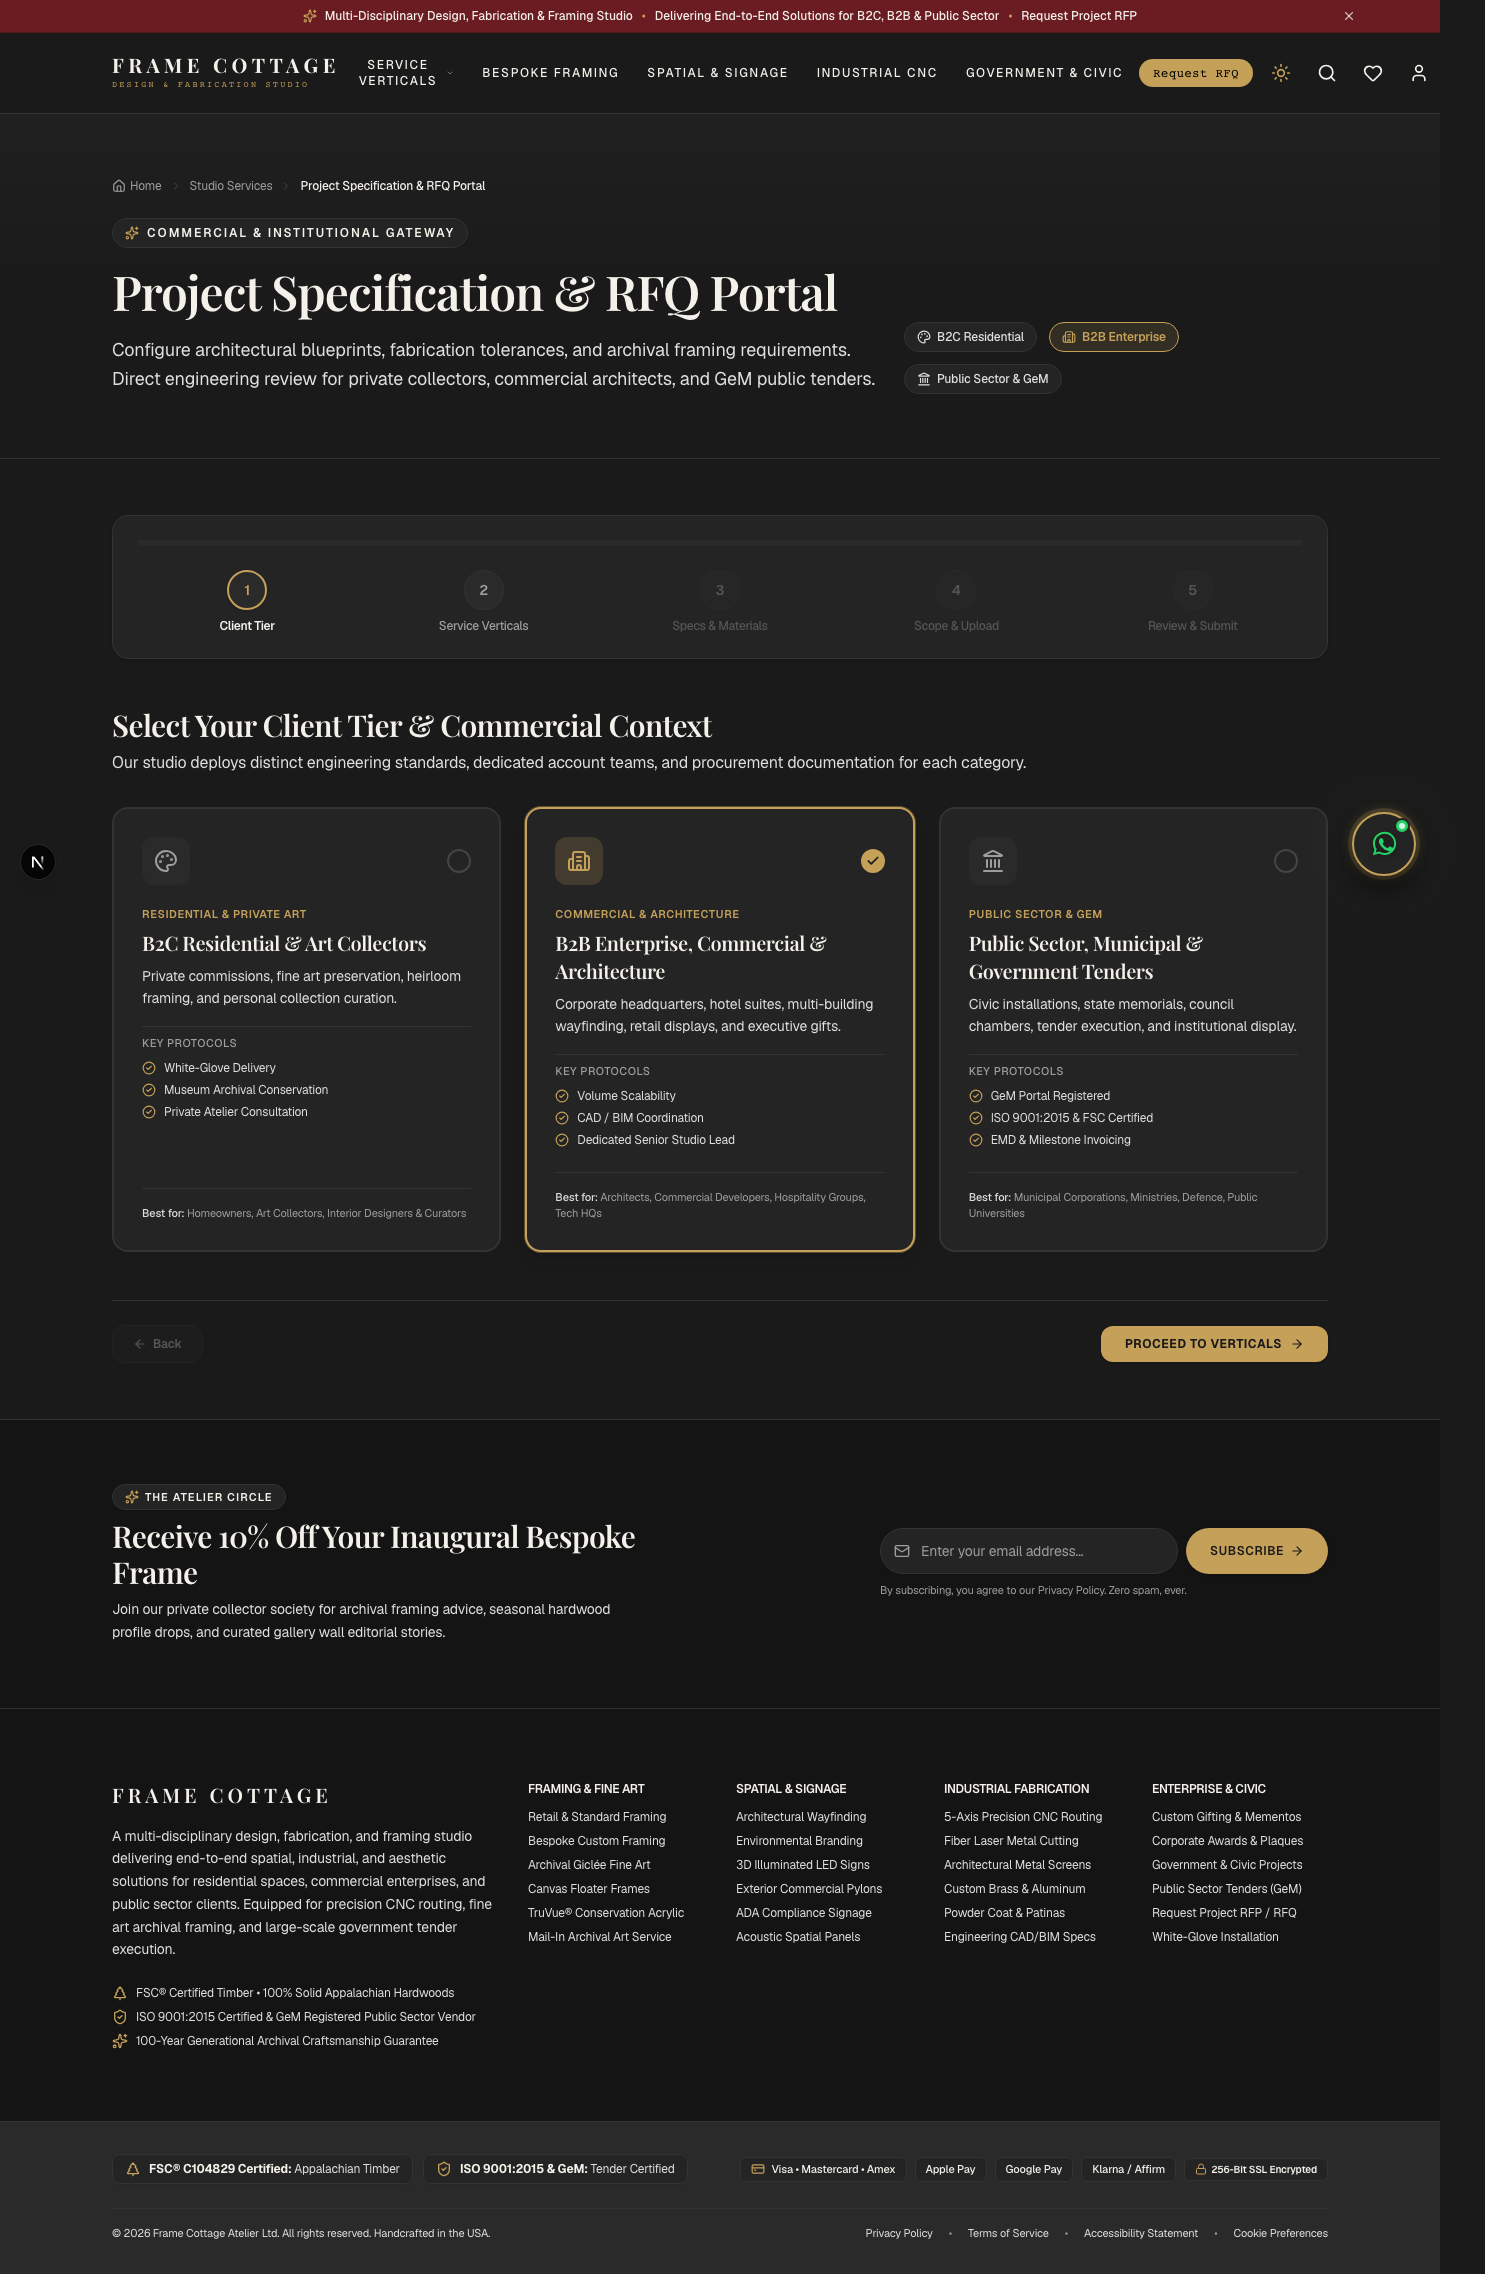 Multi-Disciplinary Design, Fabrication & Framing Studio • Delivering End-to-End Solutions for B2C, B2B & Public Sector • Request Project RFP
FRAME COTTAGE
DESIGN & FABRICATION STUDIO
SERVICE
VERTICALS
BESPOKE FRAMING
SPATIAL & SIGNAGE
INDUSTRIAL CNC
GOVERNMENT & CIVIC
Request RFQ
Home
Studio Services
Project Specification & RFQ Portal
COMMERCIAL & INSTITUTIONAL GATEWAY
Project Specification & RFQ Portal
Configure architectural blueprints, fabrication tolerances, and archival framing requirements.
Direct engineering review for private collectors, commercial architects, and GeM public tenders.
B2C Residential
B2B Enterprise
Public Sector & GeM
1
Client Tier
2
Service Verticals
3
Specs & Materials
4
Scope & Upload
5
Review & Submit
Select Your Client Tier & Commercial Context
Our studio deploys distinct engineering standards, dedicated account teams, and procurement documentation for each category.
RESIDENTIAL & PRIVATE ART
B2C Residential & Art Collectors
Private commissions, fine art preservation, heirloom
framing, and personal collection curation.
KEY PROTOCOLS
White-Glove Delivery
Museum Archival Conservation
Private Atelier Consultation
Best for: Homeowners, Art Collectors, Interior Designers & Curators
COMMERCIAL & ARCHITECTURE
B2B Enterprise, Commercial &
Architecture
Corporate headquarters, hotel suites, multi-building
wayfinding, retail displays, and executive gifts.
KEY PROTOCOLS
Volume Scalability
CAD / BIM Coordination
Dedicated Senior Studio Lead
Best for: Architects, Commercial Developers, Hospitality Groups,
Tech HQs
PUBLIC SECTOR & GEM
Public Sector, Municipal &
Government Tenders
Civic installations, state memorials, council
chambers, tender execution, and institutional display.
KEY PROTOCOLS
GeM Portal Registered
ISO 9001:2015 & FSC Certified
EMD & Milestone Invoicing
Best for: Municipal Corporations, Ministries, Defence, Public
Universities
N
Back
PROCEED TO VERTICALS
THE ATELIER CIRCLE
Receive 10% Off Your Inaugural Bespoke
Frame
Join our private collector society for archival framing advice, seasonal hardwood
profile drops, and curated gallery wall editorial stories.
Enter your email address...
SUBSCRIBE
By subscribing, you agree to our Privacy Policy. Zero spam, ever.
FRAME COTTAGE
A multi-disciplinary design, fabrication, and framing studio
delivering end-to-end spatial, industrial, and aesthetic
solutions for residential spaces, commercial enterprises, and
public sector clients. Equipped for precision CNC routing, fine
art archival framing, and large-scale government tender
execution.
FSC® Certified Timber • 100% Solid Appalachian Hardwoods
ISO 9001:2015 Certified & GeM Registered Public Sector Vendor
100-Year Generational Archival Craftsmanship Guarantee
FRAMING & FINE ART
Retail & Standard Framing
Bespoke Custom Framing
Archival Giclée Fine Art
Canvas Floater Frames
TruVue® Conservation Acrylic
Mail-In Archival Art Service
SPATIAL & SIGNAGE
Architectural Wayfinding
Environmental Branding
3D Illuminated LED Signs
Exterior Commercial Pylons
ADA Compliance Signage
Acoustic Spatial Panels
INDUSTRIAL FABRICATION
5-Axis Precision CNC Routing
Fiber Laser Metal Cutting
Architectural Metal Screens
Custom Brass & Aluminum
Powder Coat & Patinas
Engineering CAD/BIM Specs
ENTERPRISE & CIVIC
Custom Gifting & Mementos
Corporate Awards & Plaques
Government & Civic Projects
Public Sector Tenders (GeM)
Request Project RFP / RFQ
White-Glove Installation
FSC® C104829 Certified: Appalachian Timber
ISO 9001:2015 & GeM: Tender Certified
Visa • Mastercard • Amex
Apple Pay
Google Pay
Klarna / Affirm
256-Bit SSL Encrypted
© 2026 Frame Cottage Atelier Ltd. All rights reserved. Handcrafted in the USA.
Privacy Policy • Terms of Service • Accessibility Statement • Cookie Preferences